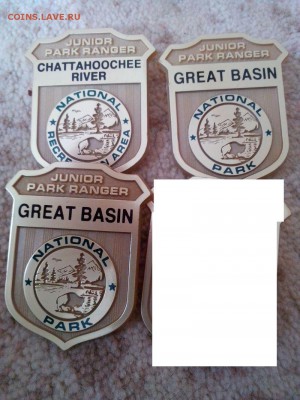 COINS.LAVE.RU
JUNIOR
PARK RANGER
CHATTAHOOCHEE
RIVER
NATIONAL
RECREATION AREA
JUNIOR
PARK RANGER
GREAT BASIN
NATIONAL
PARK
JUNIOR
PARK RANGER
GREAT BASIN
NATIONAL
PARK